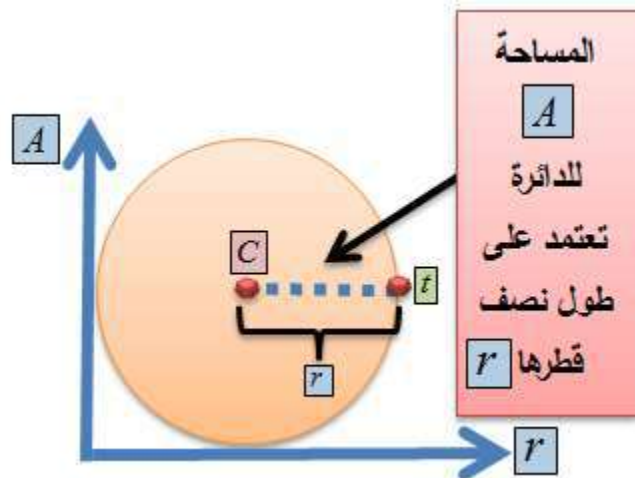 المساحة
A
للدائرة
تعتمد على
طول نصف
قطرها r
A
C
t
r
r